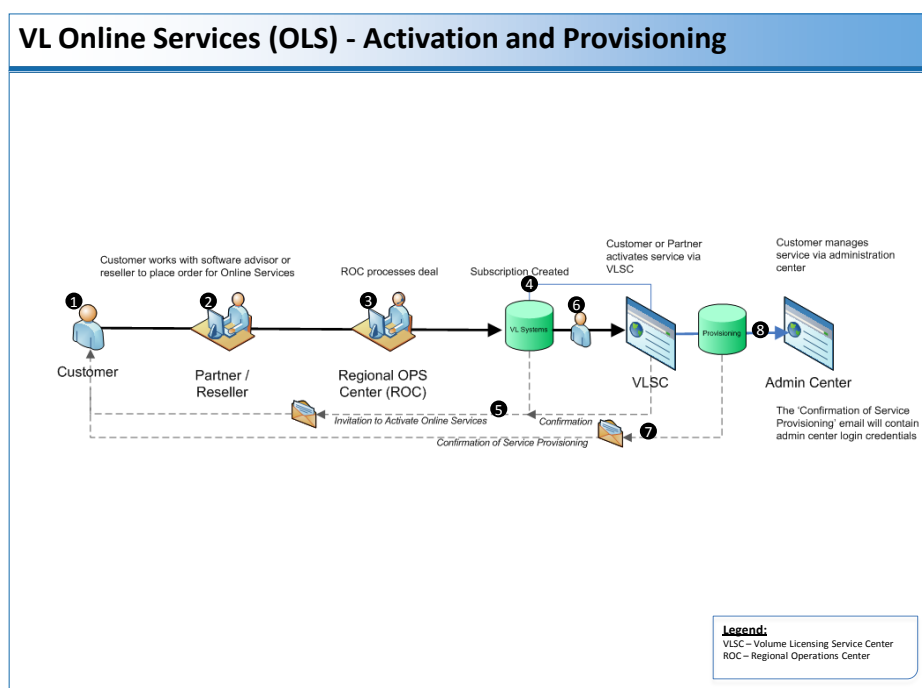 VL Online Services (OLS) - Activation and Provisioning
Customer works with software advisor or
reseller to place order for Online Services
ROC processes deal
Subscription Created
Customer or Partner
activates service via
VLSC
Customer manages
service via administration
center
1
2
3
4
6
VL Systems
Provisioning
8
Customer
Partner /
Reseller
Regional OPS
Center (ROC)
VLSC
Admin Center
5
Invitation to Activate Online Services
Confirmation
7
Confirmation of Service Provisioning
The 'Confirmation of Service
Provisioning' email will contain
admin center login credentials
Legend:
VLSC – Volume Licensing Service Center
ROC – Regional Operations Center